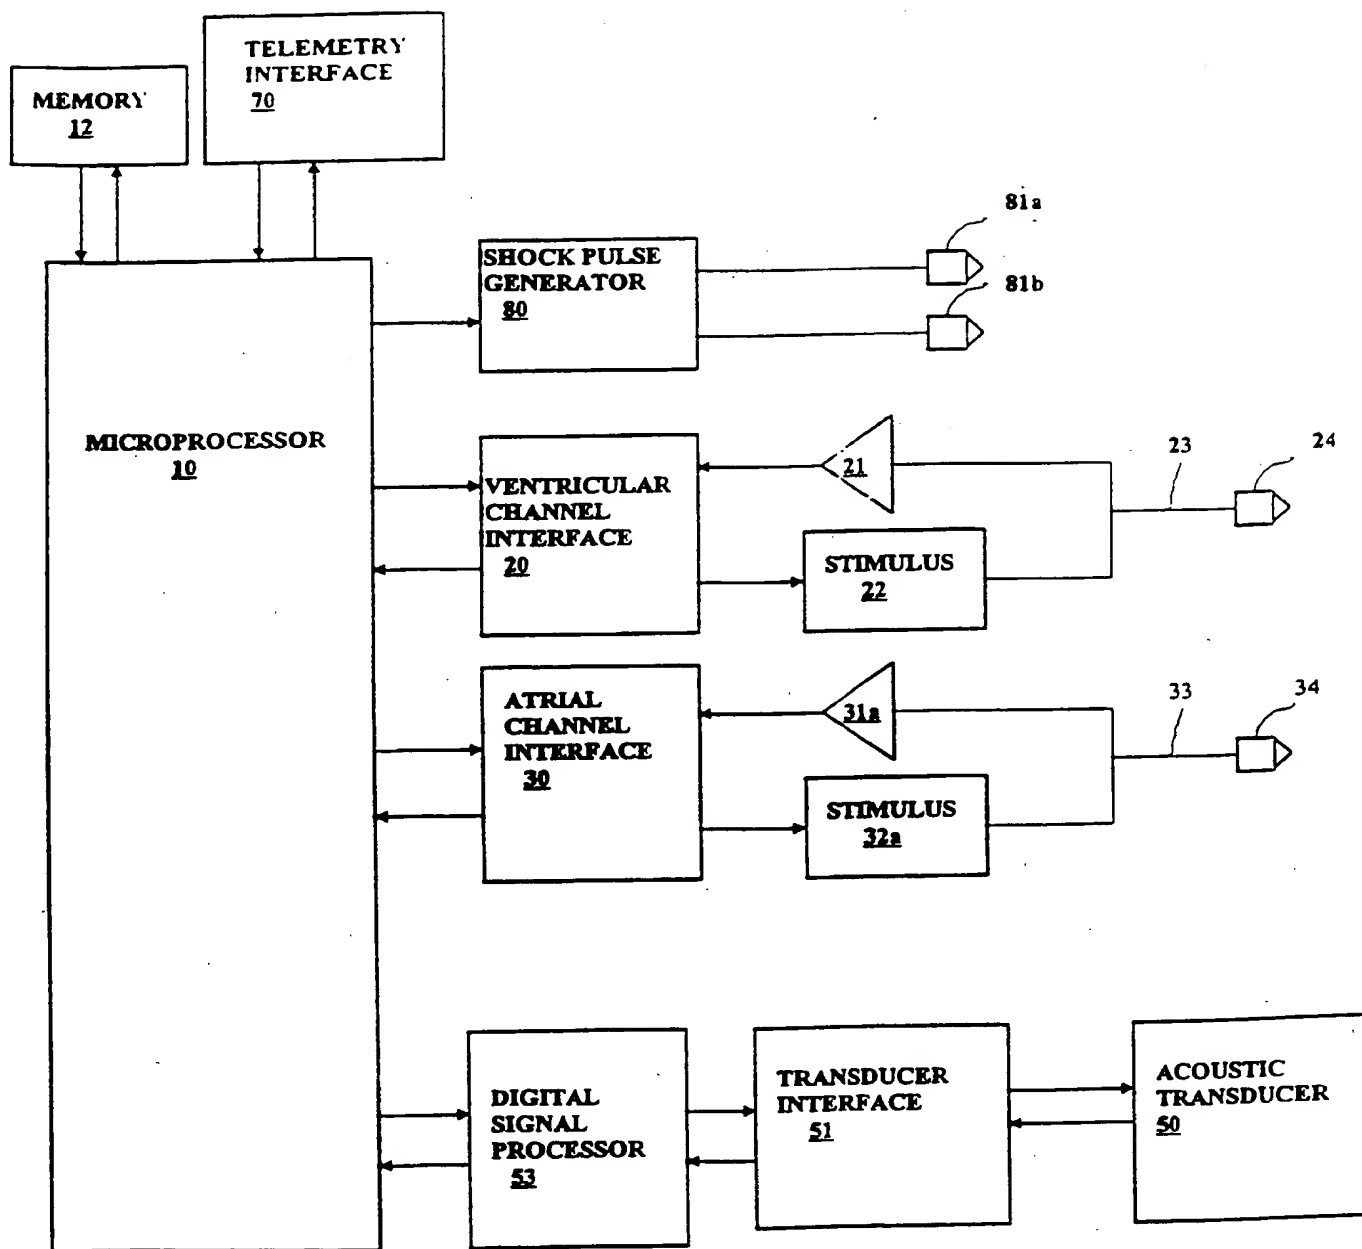 TELEMETRY
INTERFACE
70
MEMORY
12
81a
SHOCK PULSE
GENERATOR
80
81b
MICROPROCESSOR
10
VENTRICULAR
CHANNEL
INTERFACE
20
21
23
24
STIMULUS
22
ATRIAL
CHANNEL
INTERFACE
30
31a
33
34
STIMULUS
32a
DIGITAL
SIGNAL
PROCESSOR
53
TRANSDUCER
INTERFACE
51
ACOUSTIC
TRANSDUCER
50